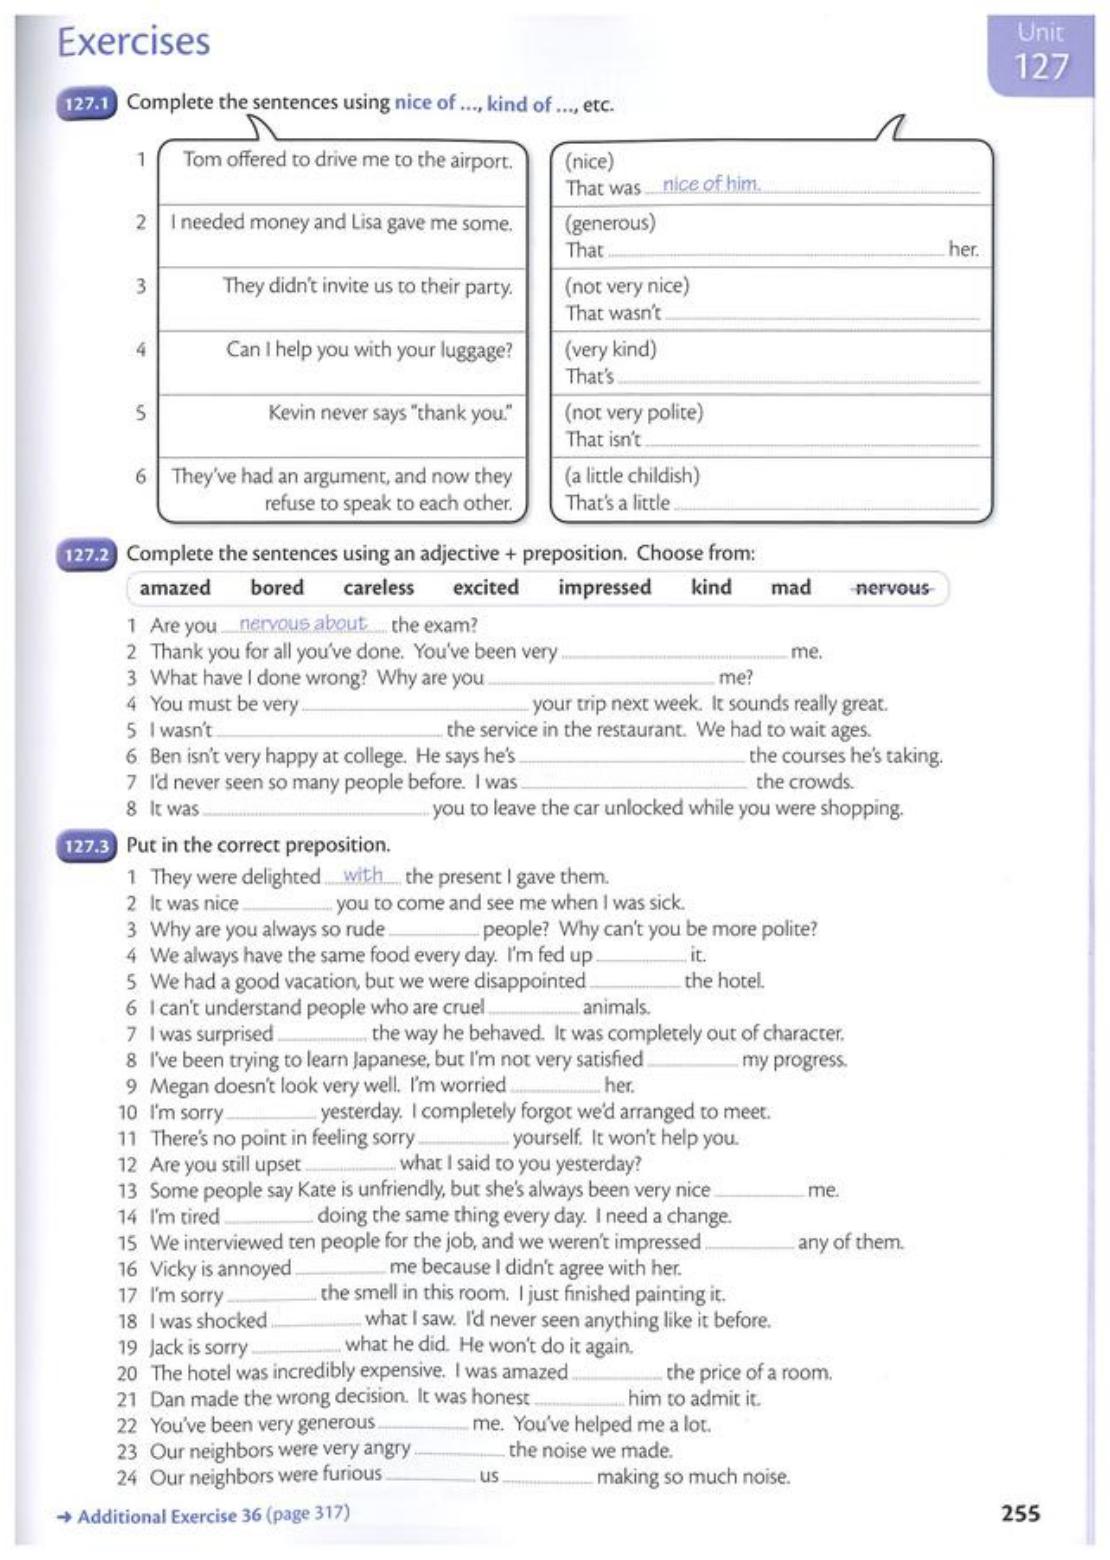 Exercises
Unit
127
127.1 Complete the sentences using nice of ..., kind of ..., etc.
1 Tom offered to drive me to the airport.
(nice)
That was nice of him.
2 I needed money and Lisa gave me some.
(generous)
That her.
3 They didn't invite us to their party.
(not very nice)
That wasn't
4 Can I help you with your luggage?
(very kind)
That's
5 Kevin never says "thank you."
(not very polite)
That isn't
6 They've had an argument, and now they
refuse to speak to each other.
(a little childish)
That's a little
127.2 Complete the sentences using an adjective + preposition. Choose from:
amazed bored careless excited impressed kind mad nervous
1 Are you nervous about the exam?
2 Thank you for all you've done. You've been very me.
3 What have I done wrong? Why are you me?
4 You must be very your trip next week. It sounds really great.
5 I wasn't the service in the restaurant. We had to wait ages.
6 Ben isn't very happy at college. He says he's the courses he's taking.
7 I'd never seen so many people before. I was the crowds.
8 It was you to leave the car unlocked while you were shopping.
127.3 Put in the correct preposition.
1 They were delighted with the present I gave them.
2 It was nice you to come and see me when I was sick.
3 Why are you always so rude people? Why can't you be more polite?
4 We always have the same food every day. I'm fed up it.
5 We had a good vacation, but we were disappointed the hotel.
6 I can't understand people who are cruel animals.
7 I was surprised the way he behaved. It was completely out of character.
8 I've been trying to learn Japanese, but I'm not very satisfied my progress.
9 Megan doesn't look very well. I'm worried her.
10 I'm sorry yesterday. I completely forgot we'd arranged to meet.
11 There's no point in feeling sorry yourself. It won't help you.
12 Are you still upset what I said to you yesterday?
13 Some people say Kate is unfriendly, but she's always been very nice me.
14 I'm tired doing the same thing every day. I need a change.
15 We interviewed ten people for the job, and we weren't impressed any of them.
16 Vicky is annoyed me because I didn't agree with her.
17 I'm sorry the smell in this room. I just finished painting it.
18 I was shocked what I saw. I'd never seen anything like it before.
19 Jack is sorry what he did. He won't do it again.
20 The hotel was incredibly expensive. I was amazed the price of a room.
21 Dan made the wrong decision. It was honest him to admit it.
22 You've been very generous me. You've helped me a lot.
23 Our neighbors were very angry the noise we made.
24 Our neighbors were furious us making so much noise.
→ Additional Exercise 36 (page 317)
255